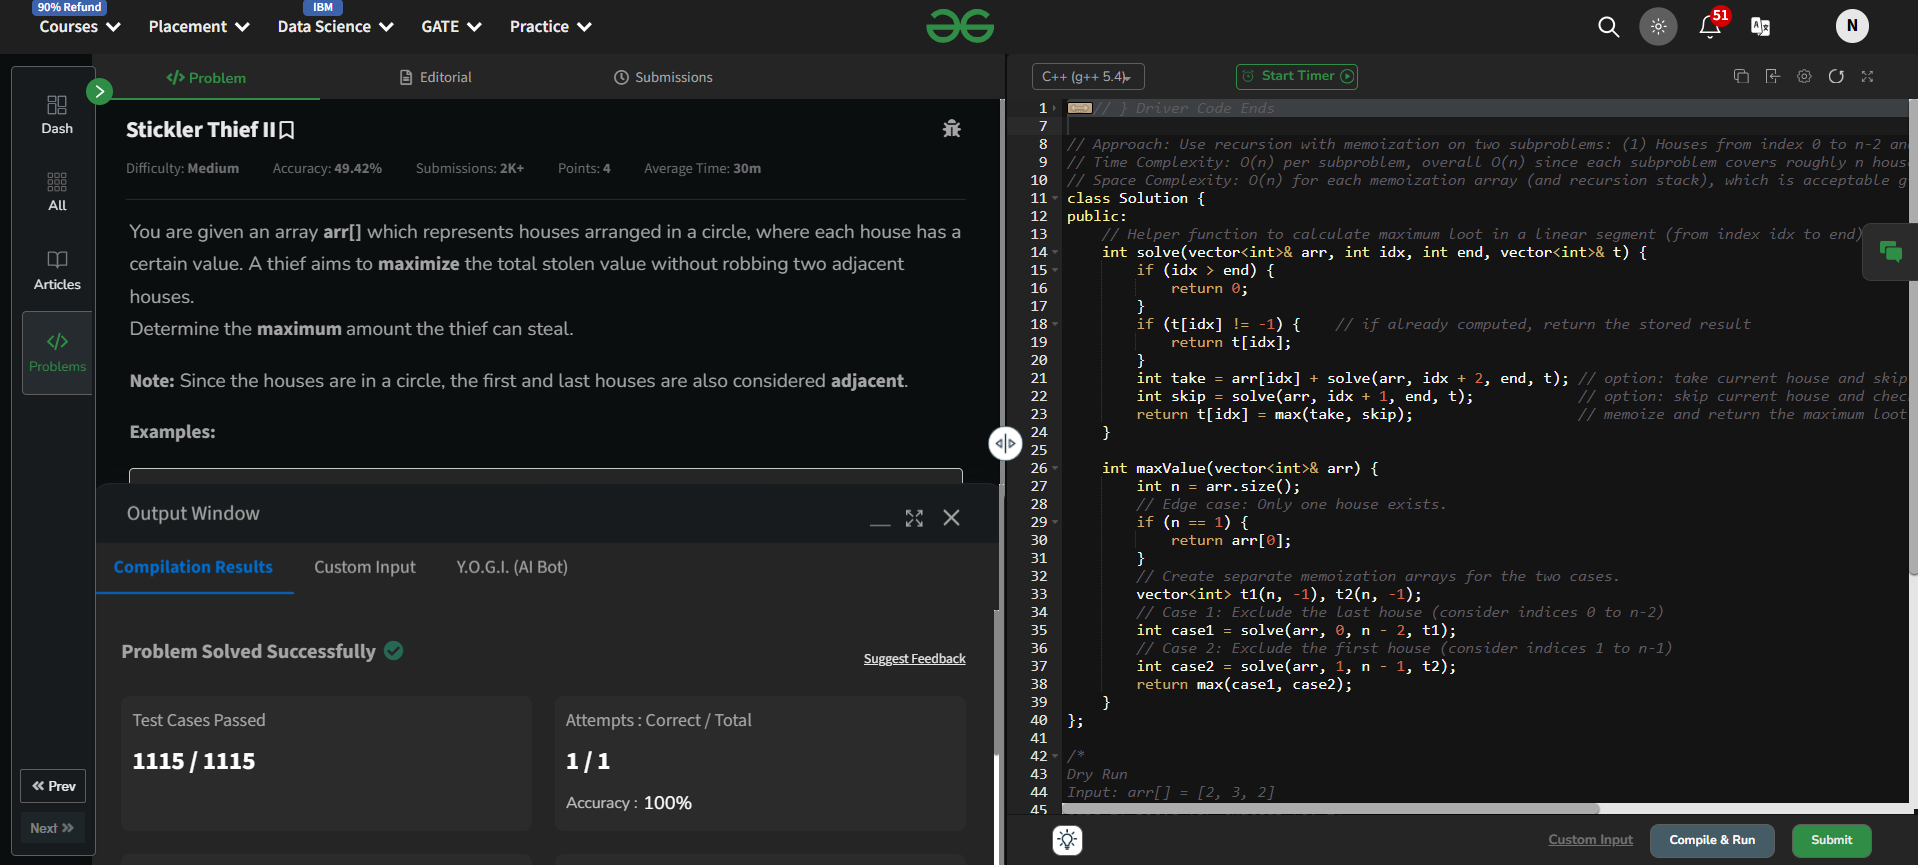 90% Refund
IBM
Courses
Placement
Data Science
GATE
Practice
51
N
Dash
All
Articles
Problems
Prev
Next
Problem
Editorial
Submissions
Stickler Thief II
Difficulty: Medium Accuracy: 49.42% Submissions: 2K+ Points: 4 Average Time: 30m
You are given an array arr[] which represents houses arranged in a circle, where each house has a
certain value. A thief aims to maximize the total stolen value without robbing two adjacent
houses.
Determine the maximum amount the thief can steal.
Note: Since the houses are in a circle, the first and last houses are also considered adjacent.
Examples:
Output Window
Compilation Results
Custom Input
Y.O.G.I. (AI Bot)
Problem Solved Successfully
Suggest Feedback
Test Cases Passed
1115 / 1115
Attempts : Correct / Total
1 / 1
Accuracy : 100%
C++ (g++ 5.4)
Start Timer
1 // } Driver Code Ends
7
8 // Approach: Use recursion with memoization on two subproblems: (1) Houses from index 0 to n-2 an
9 // Time Complexity: O(n) per subproblem, overall O(n) since each subproblem covers roughly n hous
10 // Space Complexity: O(n) for each memoization array (and recursion stack), which is acceptable g
11 class Solution {
12 public:
13 // Helper function to calculate maximum loot in a linear segment (from index idx to end)
14 int solve(vector<int>& arr, int idx, int end, vector<int>& t) {
15 if (idx > end) {
16 return 0;
17 }
18 if (t[idx] != -1) { // if already computed, return the stored result
19 return t[idx];
20 }
21 int take = arr[idx] + solve(arr, idx + 2, end, t); // option: take current house and skip
22 int skip = solve(arr, idx + 1, end, t); // option: skip current house and chec
23 return t[idx] = max(take, skip); // memoize and return the maximum loot
24 }
25
26 int maxValue(vector<int>& arr) {
27 int n = arr.size();
28 // Edge case: Only one house exists.
29 if (n == 1) {
30 return arr[0];
31 }
32 // Create separate memoization arrays for the two cases.
33 vector<int> t1(n, -1), t2(n, -1);
34 // Case 1: Exclude the last house (consider indices 0 to n-2)
35 int case1 = solve(arr, 0, n - 2, t1);
36 // Case 2: Exclude the first house (consider indices 1 to n-1)
37 int case2 = solve(arr, 1, n - 1, t2);
38 return max(case1, case2);
39 }
40 };
41
42 /*
43 Dry Run
44 Input: arr[] = [2, 3, 2]
45
Custom Input
Compile & Run
Submit